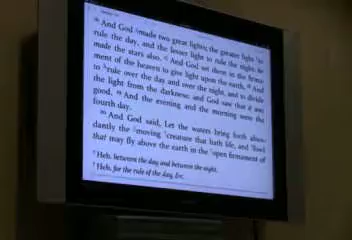 16 And God made two great lights; the greater light to
rule the day, and the lesser light to rule the night: he
made the stars also. 17 And God set them in the firma-
ment of the heaven to give light upon the earth, 18 And
to rule over the day and over the night, and to divide
the light from the darkness: and God saw that it was
good. 19 And the evening and the morning were the
fourth day.
20 And God said, Let the waters bring forth abun-
dantly the moving creature that hath life, and fowl
that may fly above the earth in the open firmament of
Heb. between the day and between the night.
Heb. for the rule of the day, &c.